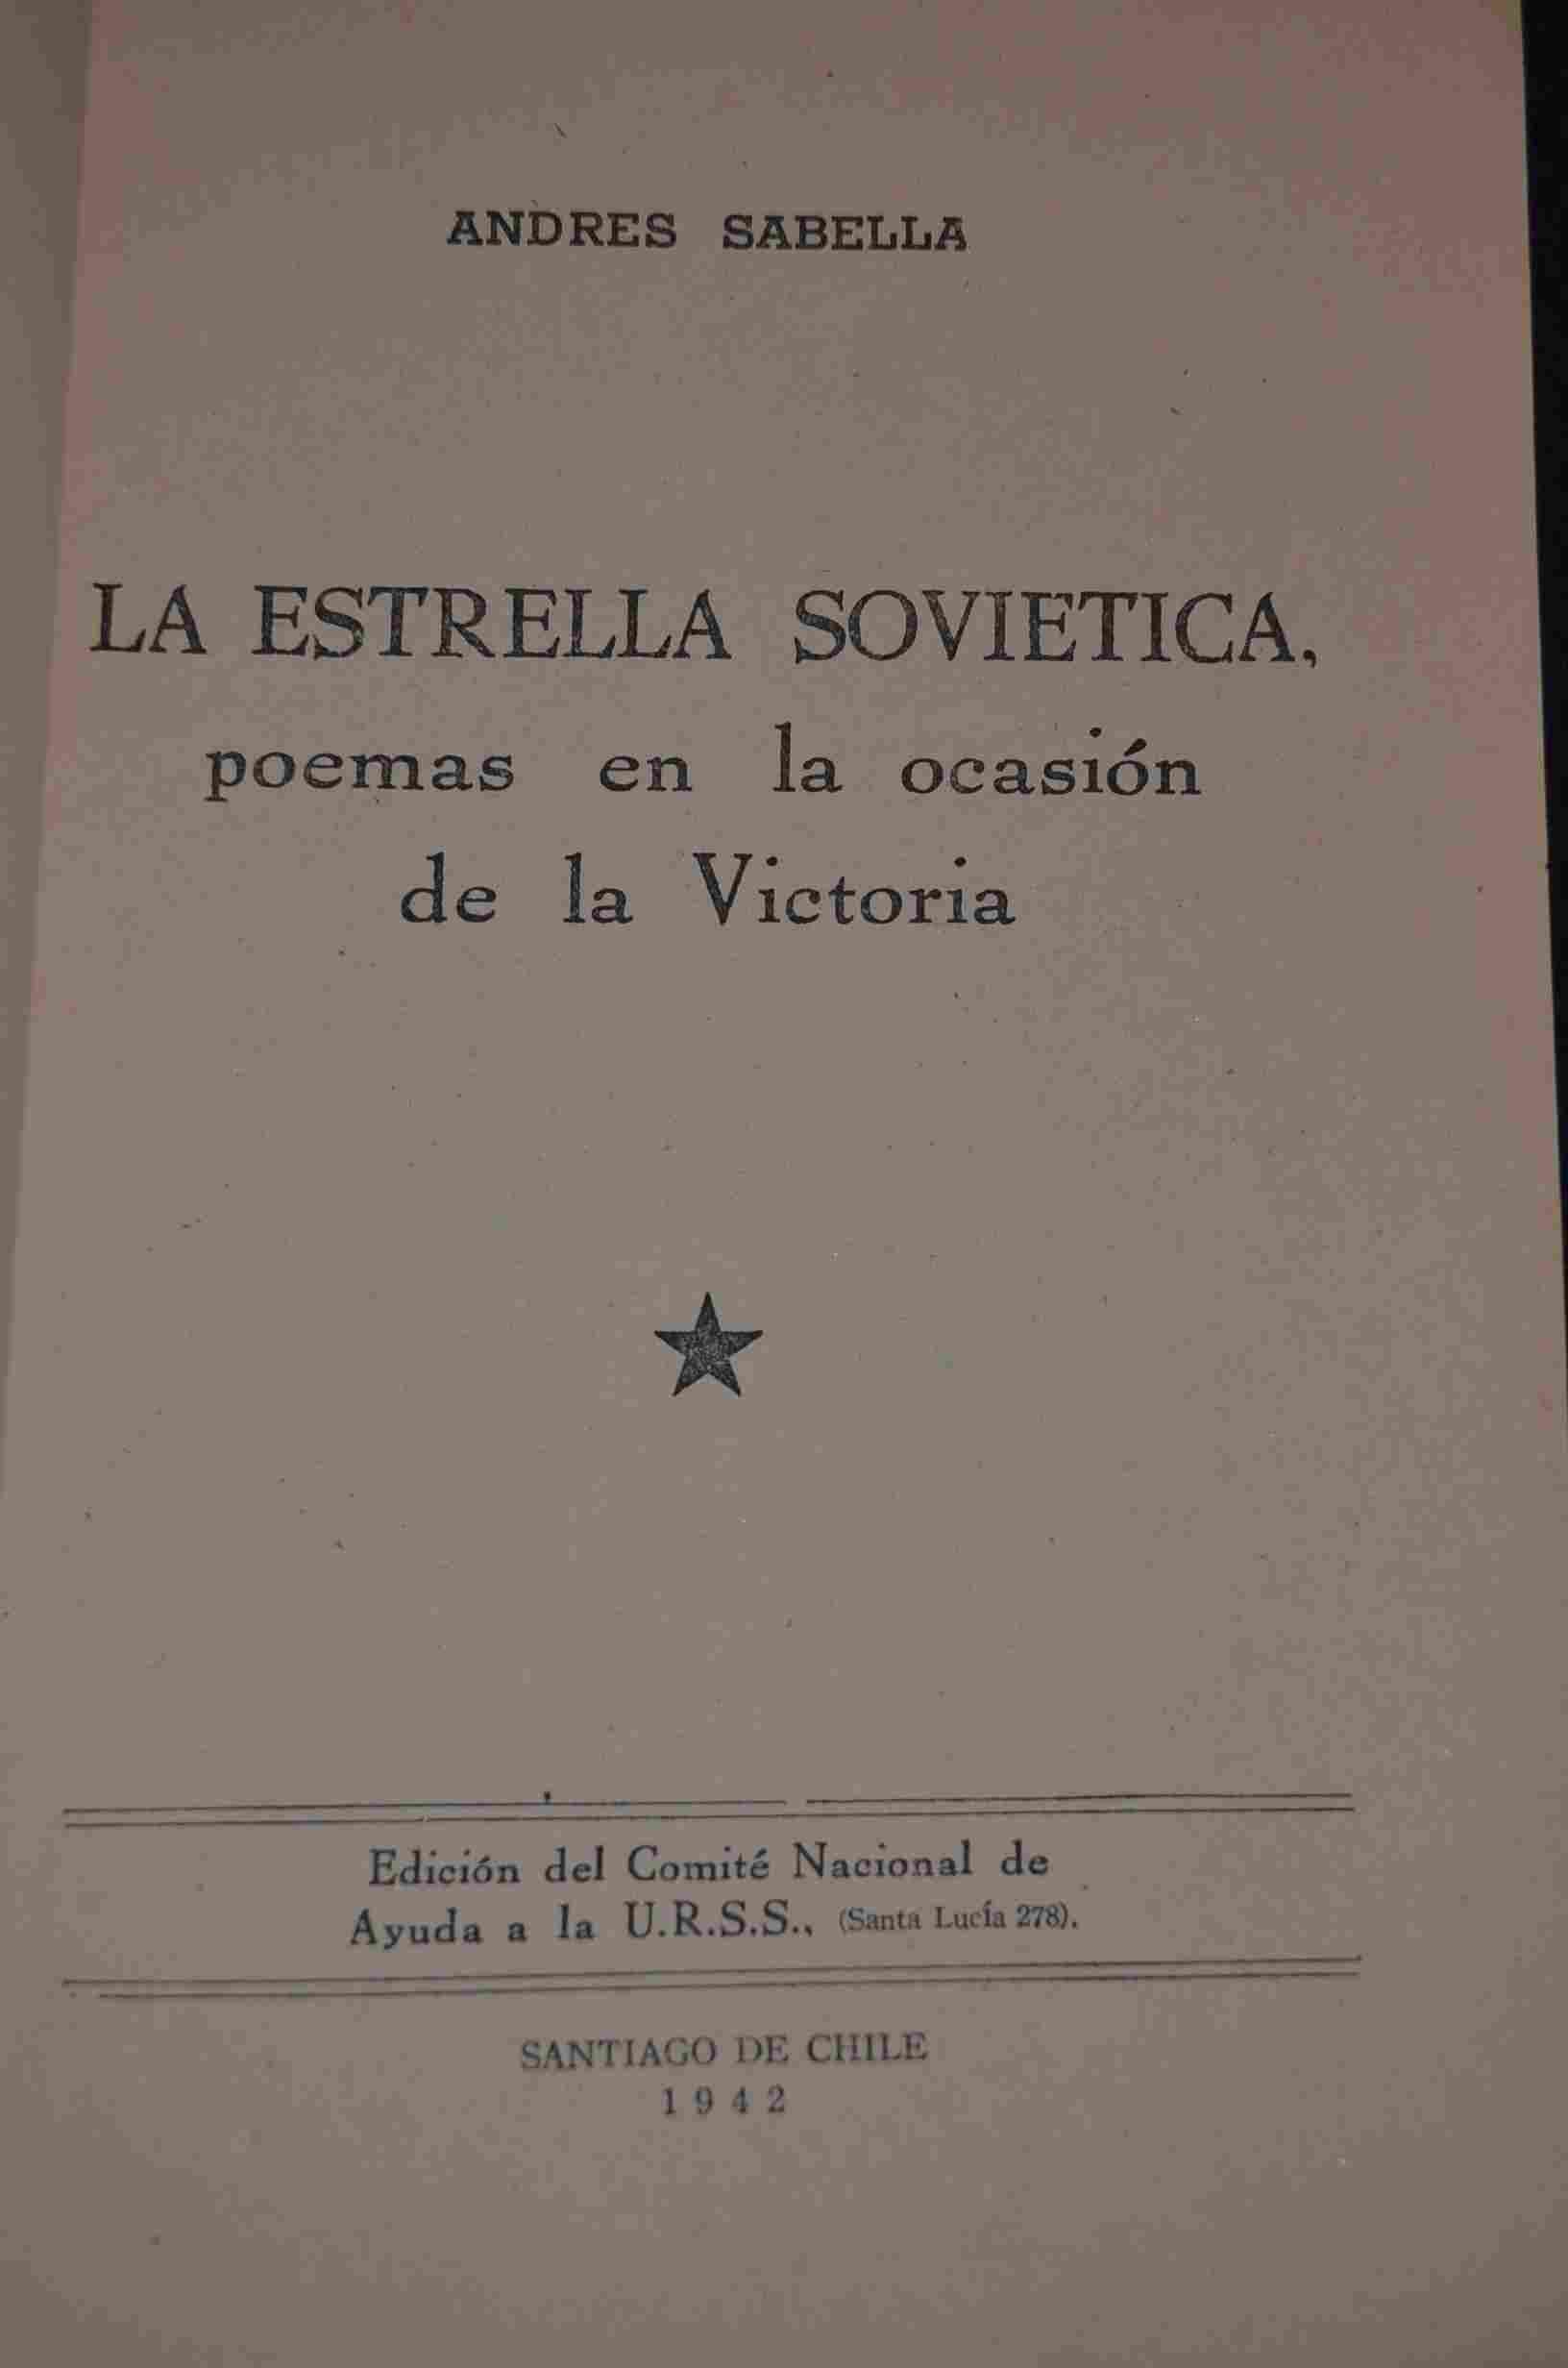 ANDRES SABELLA
LA ESTRELLA SOVIETICA,
poemas en la ocasión
de la Victoria
Edición del Comité Nacional de
Ayuda a la U.R.S.S., (Santa Lucía 278).
SANTIAGO DE CHILE
1942